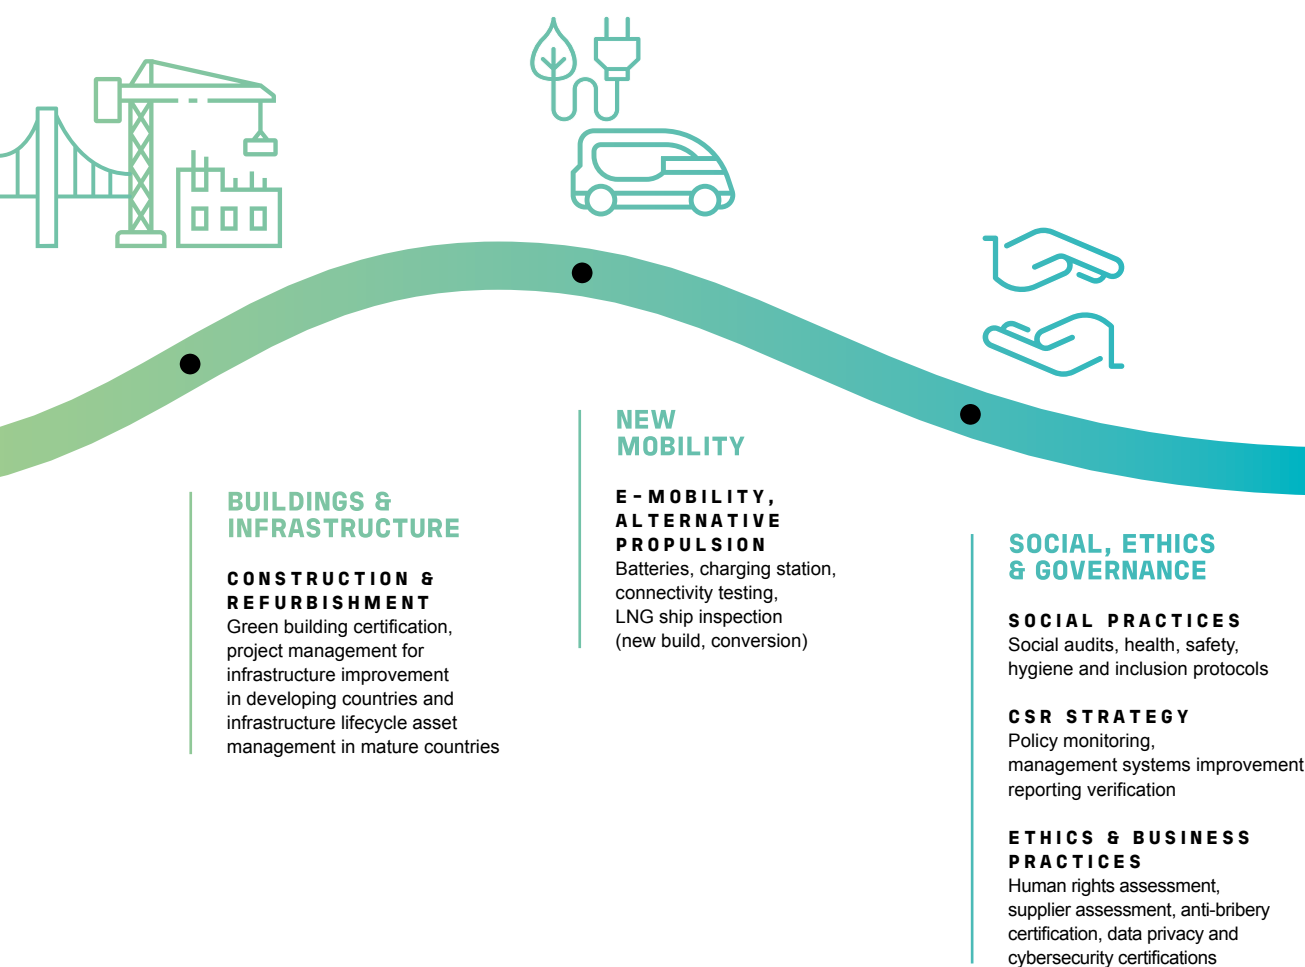 BUILDINGS &
INFRASTRUCTURE
CONSTRUCTION &
REFURBISHMENT
Green building certification,
project management for
infrastructure improvement
in developing countries and
infrastructure lifecycle asset
management in mature countries
NEW
MOBILITY
E-MOBILITY,
ALTERNATIVE
PROPULSION
Batteries, charging station,
connectivity testing,
LNG ship inspection
(new build, conversion)
SOCIAL, ETHICS
& GOVERNANCE
SOCIAL PRACTICES
Social audits, health, safety,
hygiene and inclusion protocols
CSR STRATEGY
Policy monitoring,
management systems improvement
reporting verification
ETHICS & BUSINESS
PRACTICES
Human rights assessment,
supplier assessment, anti-bribery
certification, data privacy and
cybersecurity certifications